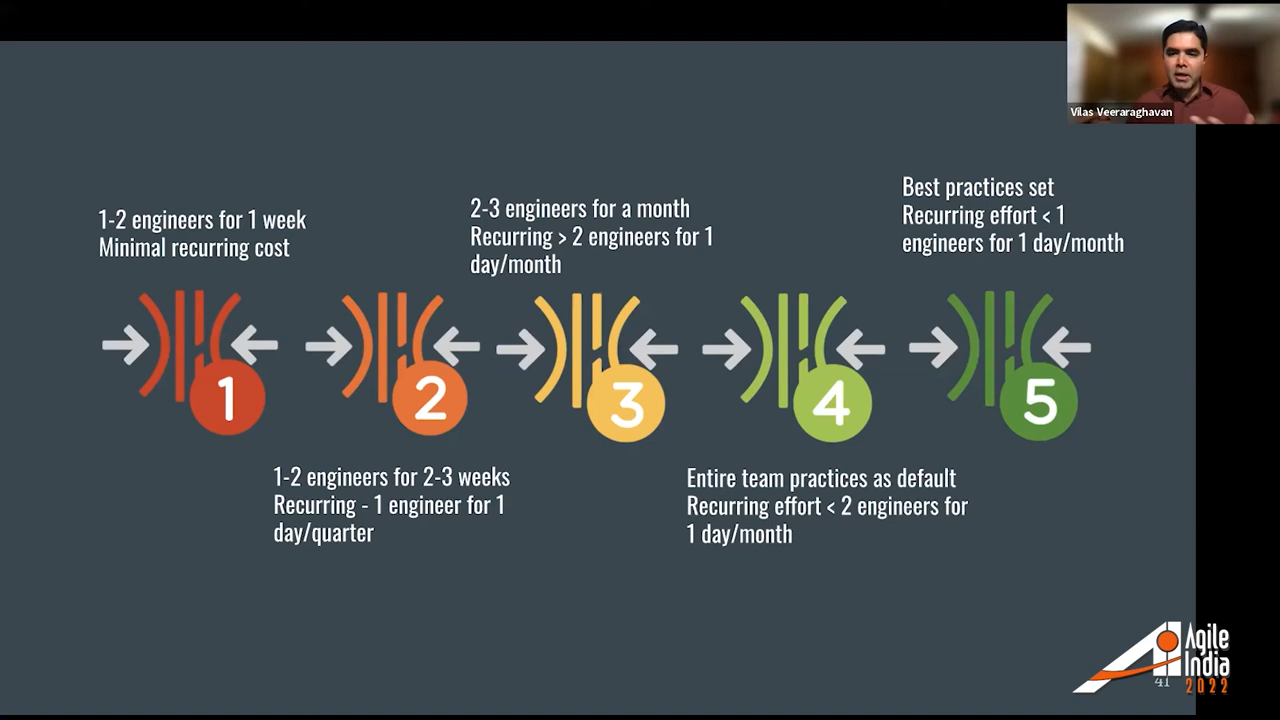 Vilas Veeraraghavan
1-2 engineers for 1 week
Minimal recurring cost
2-3 engineers for a month
Recurring > 2 engineers for 1
day/month
Best practices set
Recurring effort < 1
engineers for 1 day/month
1
2
3
4
5
1-2 engineers for 2-3 weeks
Recurring - 1 engineer for 1
day/quarter
Entire team practices as default
Recurring effort < 2 engineers for
1 day/month
Agile
India
2022
41